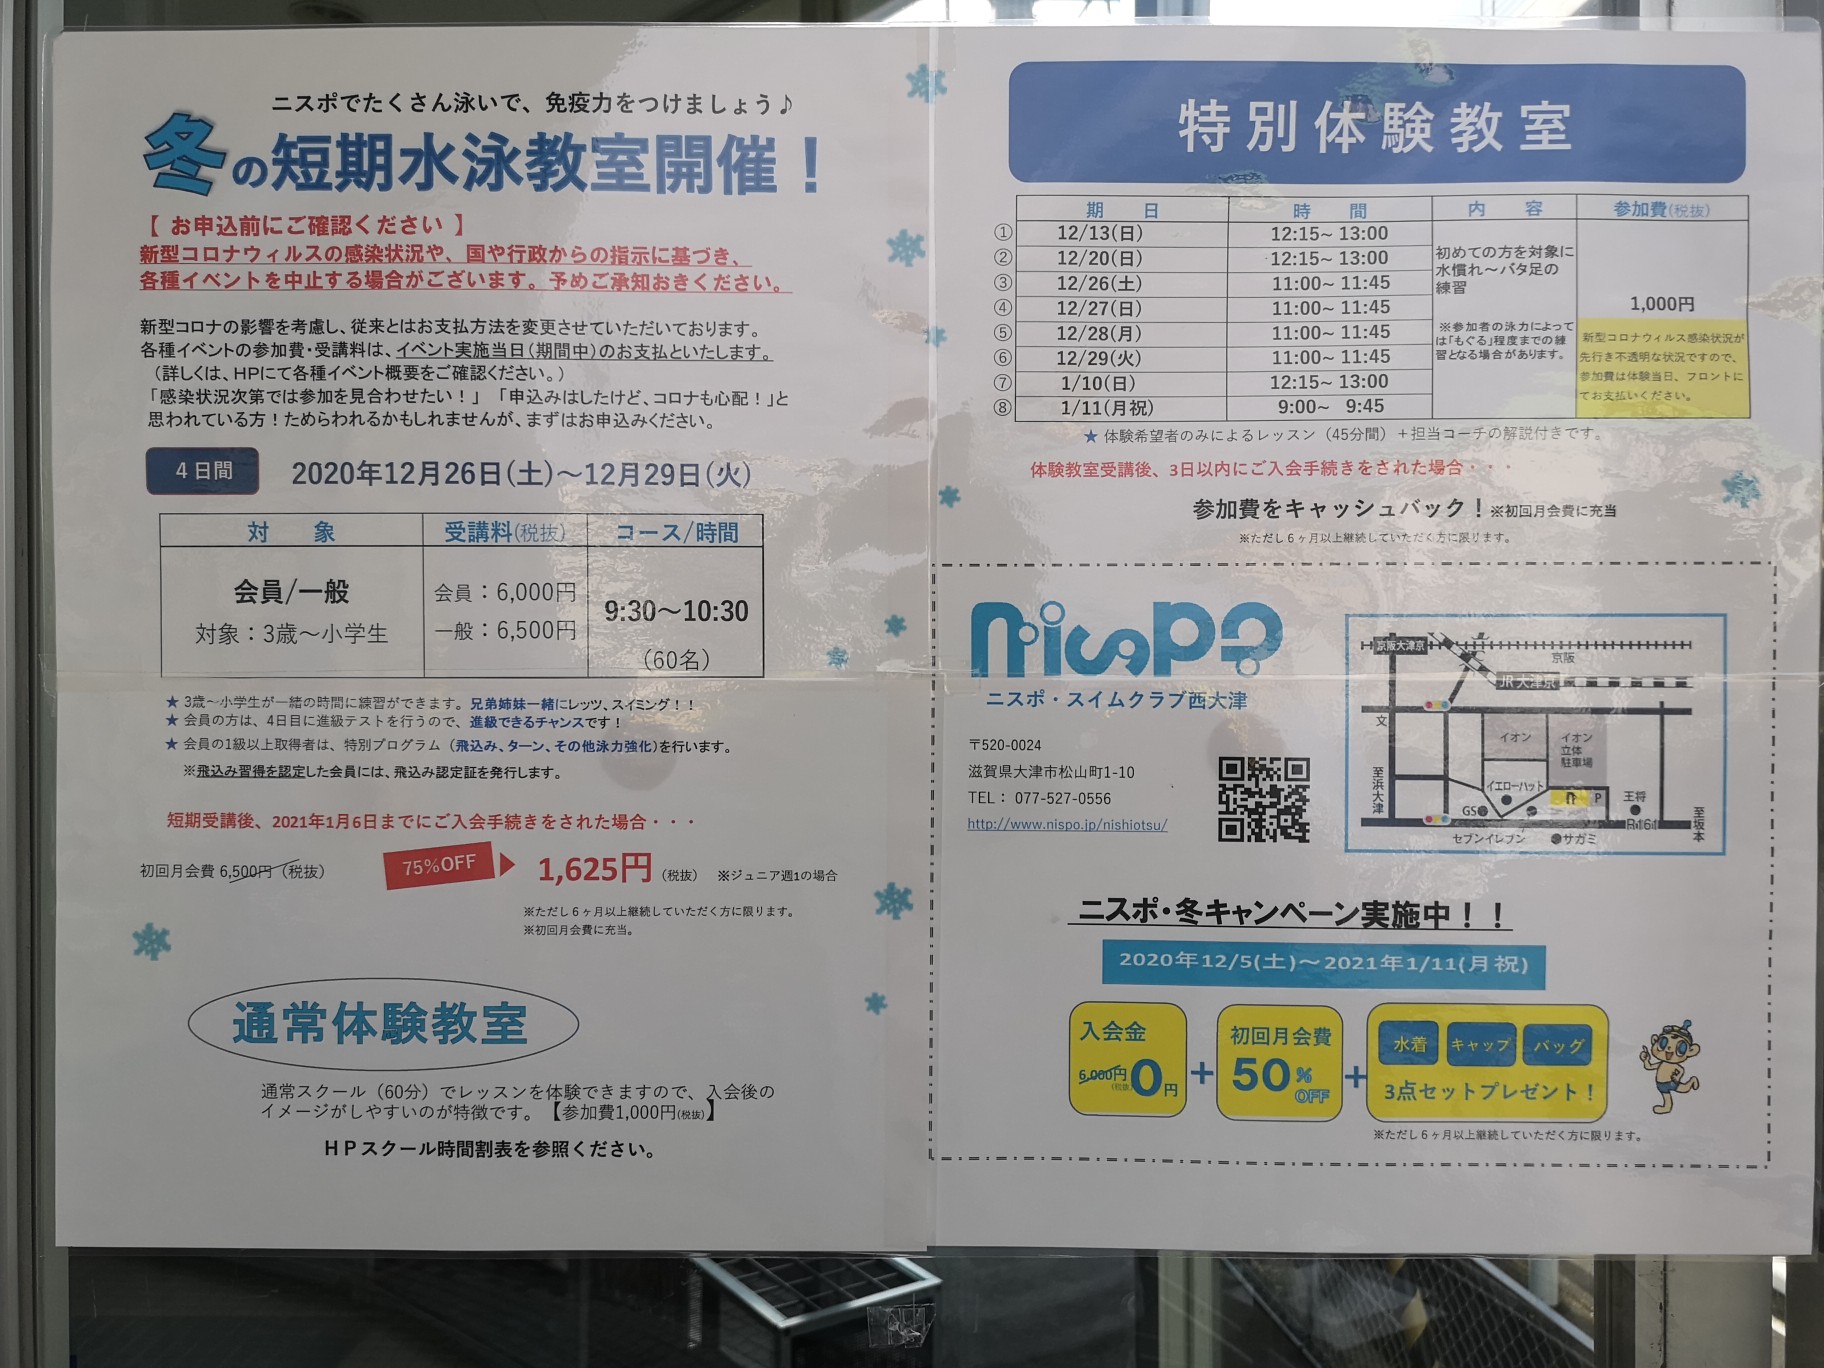 ニスポでたくさん泳いで、免疫力をつけましょう♪
冬の短期水泳教室開催！
【 お申込前にご確認ください 】
新型コロナウィルスの感染状況や、国や行政からの指示に基づき、
各種イベントを中止する場合がございます。予めご承知おきください。
新型コロナの影響を考慮し、従来とはお支払方法を変更させていただいております。
各種イベントの参加費・受講料は、イベント実施当日（期間中）のお支払といたします。
（詳しくは、HPにて各種イベント概要をご確認ください。）
「感染状況次第では参加を見合わせたい！」 「申込みはしたけど、コロナも心配！」と
思われている方！ためらわれるかもしれませんが、まずはお申込みください。
４日間 2020年12月26日(土)～12月29日(火)
対 象 受講料(税抜) コース/時間
会員/一般
対象：3歳～小学生
会員：6,000円
一般：6,500円
9:30～10:30
（60名）
★ 3歳～小学生が一緒の時間に練習ができます。兄弟姉妹一緒にレッツ、スイミング！！
★ 会員の方は、4日目に進級テストを行うので、進級できるチャンスです！
★ 会員の1級以上取得者は、特別プログラム（飛込み、ターン、その他泳力強化)を行います。
※飛込み習得を認定した会員には、飛込み認定証を発行します。
短期受講後、2021年1月6日までにご入会手続きをされた場合・・・
初回月会費 6,500円（税抜） 75%OFF 1,625円（税抜） ※ジュニア週1の場合
※ただし６ヶ月以上継続していただく方に限ります。
※初回月会費に充当。
通常体験教室
通常スクール（60分）でレッスンを体験できますので、入会後の
イメージがしやすいのが特徴です。【参加費1,000円(税抜)】
ＨＰスクール時間割表を参照ください。
特別体験教室
期 日 時 間 内 容 参加費(税抜)
① 12/13(日) 12:15~ 13:00
② 12/20(日) 12:15~ 13:00
③ 12/26(土) 11:00~ 11:45
④ 12/27(日) 11:00~ 11:45
⑤ 12/28(月) 11:00~ 11:45
⑥ 12/29(火) 11:00~ 11:45
⑦ 1/10(日) 12:15~ 13:00
⑧ 1/11(月祝) 9:00~ 9:45
初めての方を対象に
水慣れ～バタ足の
練習
※参加者の泳力によって
は「もぐる」程度までの練
習となる場合があります。
1,000円
新型コロナウィルス感染状況が
先行き不透明な状況ですので、
参加費は体験当日、フロントに
てお支払いください。
★ 体験希望者のみによるレッスン（45分間）＋担当コーチの解説付きです。
体験教室受講後、3日以内にご入会手続きをされた場合・・・
参加費をキャッシュバック！※初回月会費に充当
※ただし６ヶ月以上継続していただく方に限ります。
nispo
ニスポ・スイムクラブ西大津
〒520-0024
滋賀県大津市松山町1-10
TEL： 077-527-0556
http://www.nispo.jp/nishiotsu/
京阪大津京
京阪
JR 大津京
文
イオン
イオン
立体
駐車場
至浜大津
イエローハット
GS
n
P
王将
R161
至坂本
セブンイレブン
サガミ
ニスポ・冬キャンペーン実施中！！
2020年12/5(土)～2021年1/11(月祝)
入会金
6,000円(税抜) 0円
+
初回月会費
50%OFF
+
水着 キャップ バッグ
3点セットプレゼント！
※ただし６ヶ月以上継続していただく方に限ります。